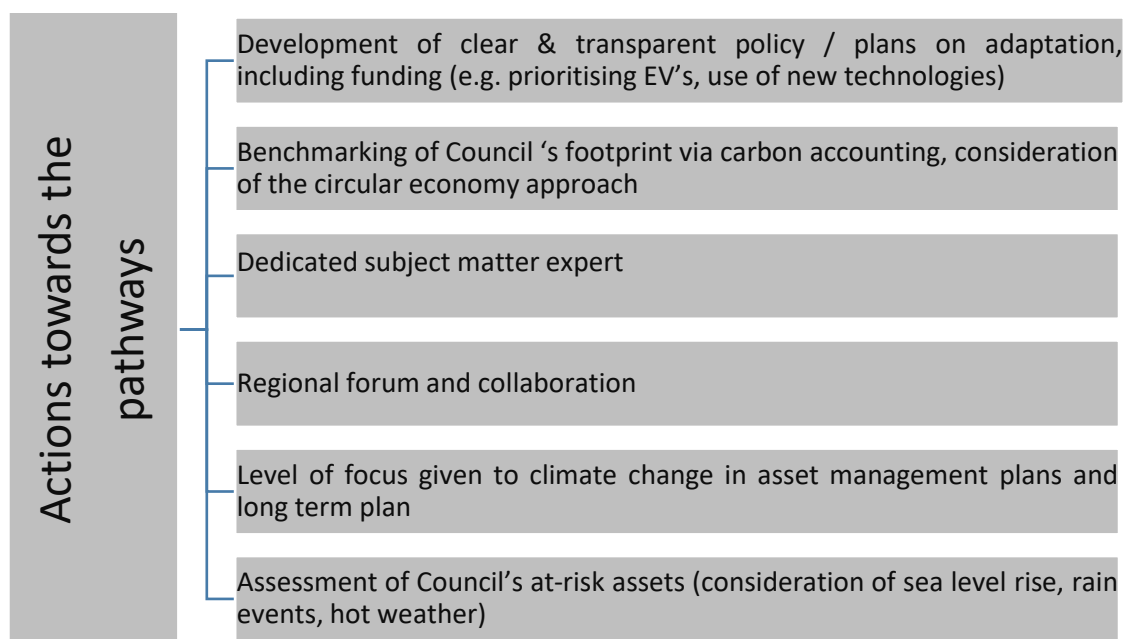 Actions towards the
pathways
Development of clear & transparent policy / plans on adaptation,
including funding (e.g. prioritising EV's, use of new technologies)
Benchmarking of Council ‘s footprint via carbon accounting, consideration
of the circular economy approach
Dedicated subject matter expert
Regional forum and collaboration
Level of focus given to climate change in asset management plans and
long term plan
Assessment of Council’s at-risk assets (consideration of sea level rise, rain
events, hot weather)